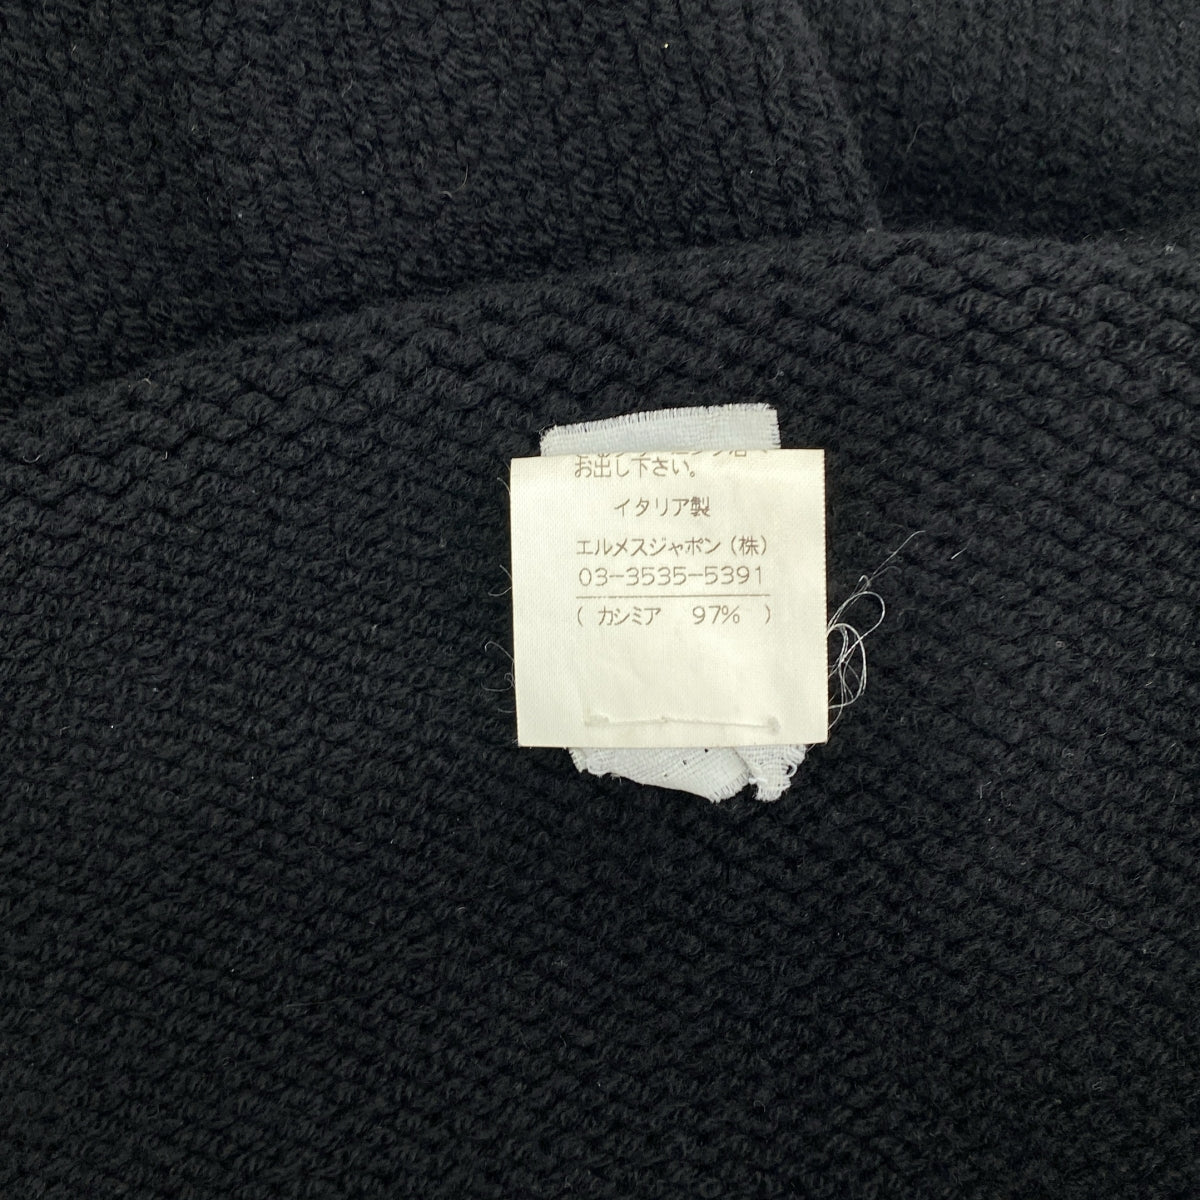 お出し下さい。
イタリア製
エルメスジャポン（株）
03-3535-5391
（ カシミア 97% ）